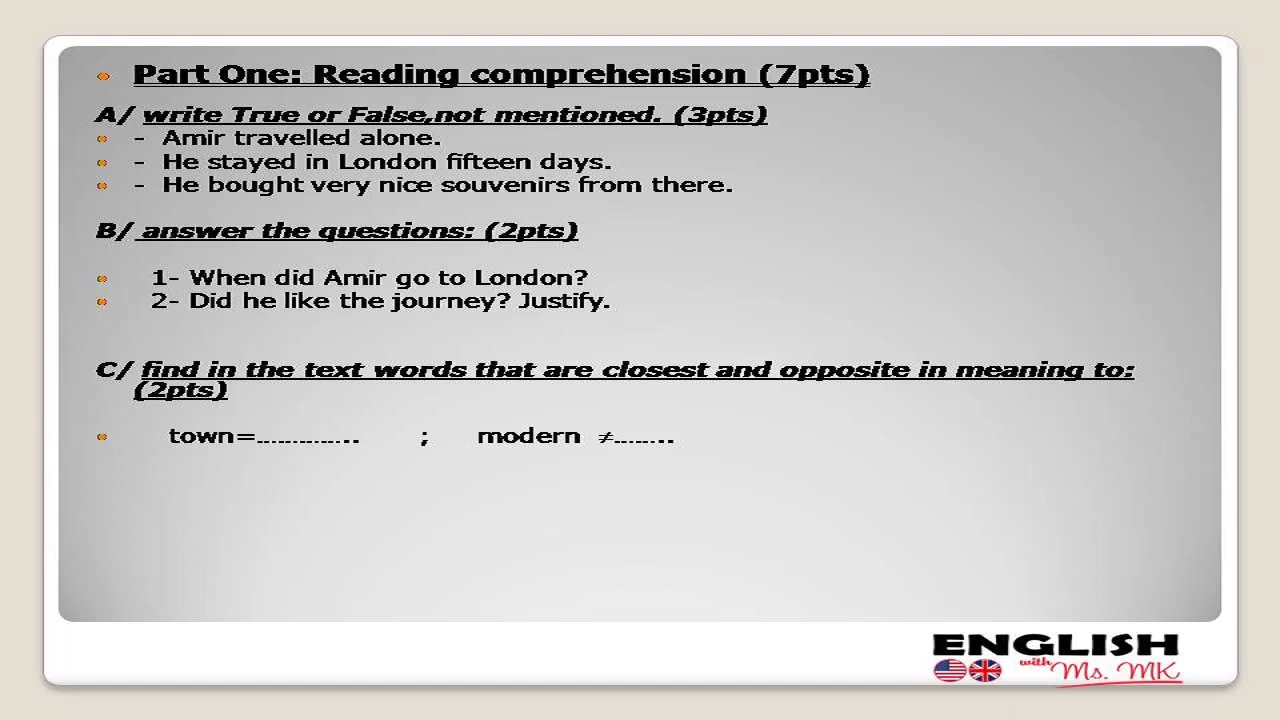 Part One: Reading comprehension (7pts)
A/ write True or False,not mentioned. (3pts)
- Amir travelled alone.
- He stayed in London fifteen days.
- He bought very nice souvenirs from there.
B/ answer the questions: (2pts)
1- When did Amir go to London?
2- Did he like the journey? Justify.
C/ find in the text words that are closest and opposite in meaning to:
(2pts)
town=.............. ; modern ≠........
ENGLISH
with Ms. MK